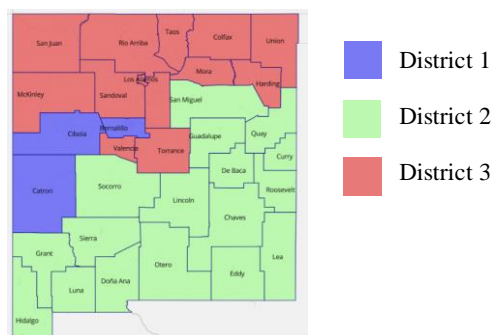 San Juan
Rio Arriba
Taos
Colfax
Union
Los Alamos
Mora
Harding
McKinley
Sandoval
San Miguel
Cibola
Bernalillo
Guadalupe
Quay
Valencia
Torrance
Curry
De Baca
Catron
Socorro
Lincoln
Roosevelt
Chaves
Sierra
Grant
Otero
Eddy
Lea
Luna
Doña Ana
Hidalgo
District 1
District 2
District 3